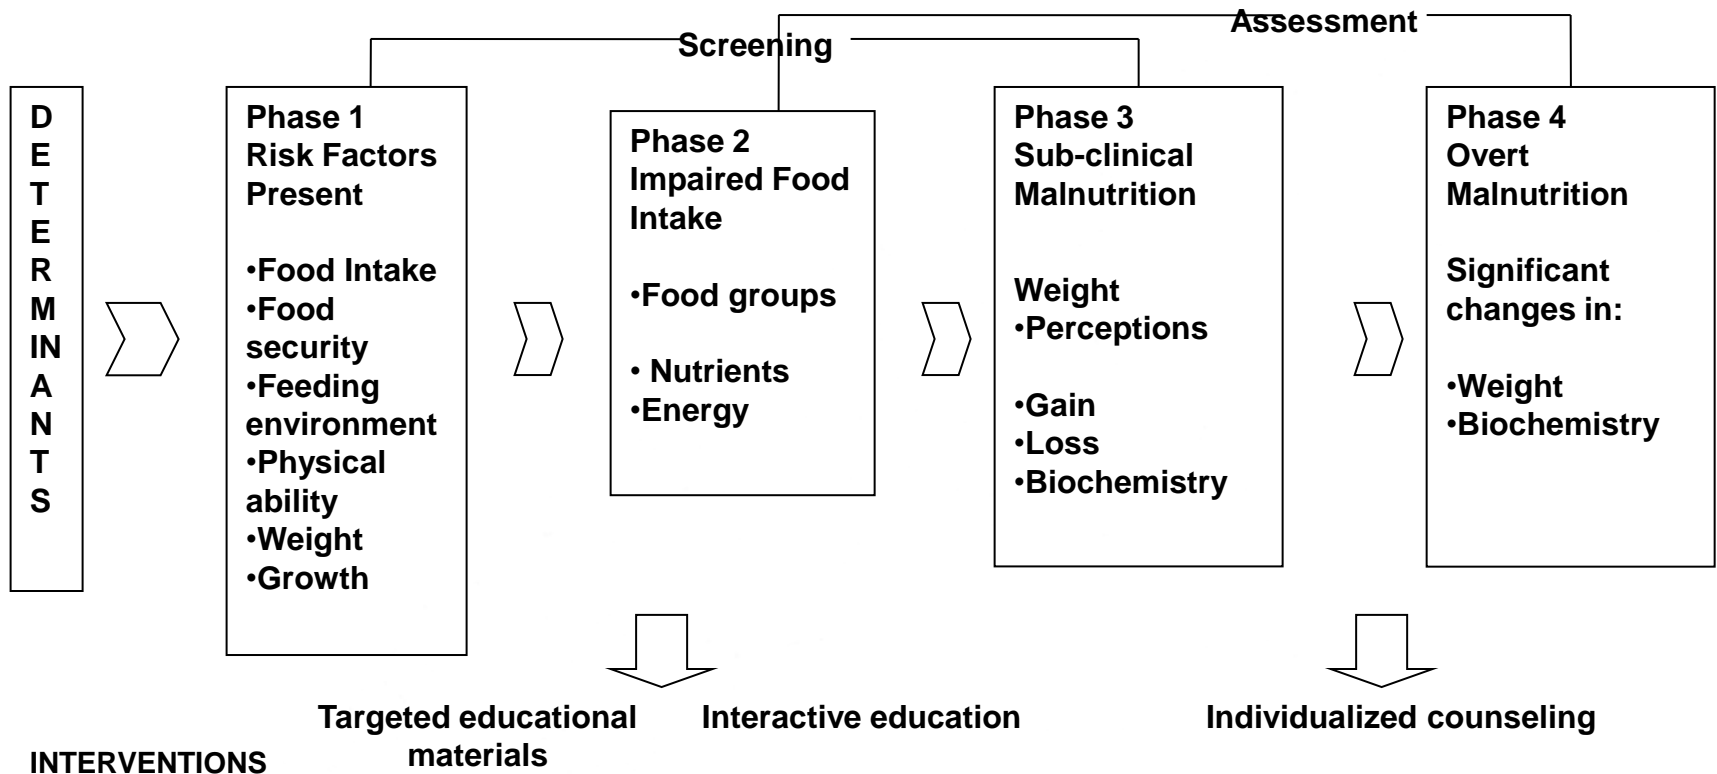 Assessment
Screening
D
E
T
E
R
M
IN
A
N
T
S
Phase 1
Risk Factors
Present
•Food Intake
•Food
security
•Feeding
environment
•Physical
ability
•Weight
•Growth
Phase 2
Impaired Food
Intake
•Food groups
• Nutrients
•Energy
Phase 3
Sub-clinical
Malnutrition
Weight
•Perceptions
•Gain
•Loss
•Biochemistry
Phase 4
Overt
Malnutrition
Significant
changes in:
•Weight
•Biochemistry
Targeted educational
materials
Interactive education
Individualized counseling
INTERVENTIONS